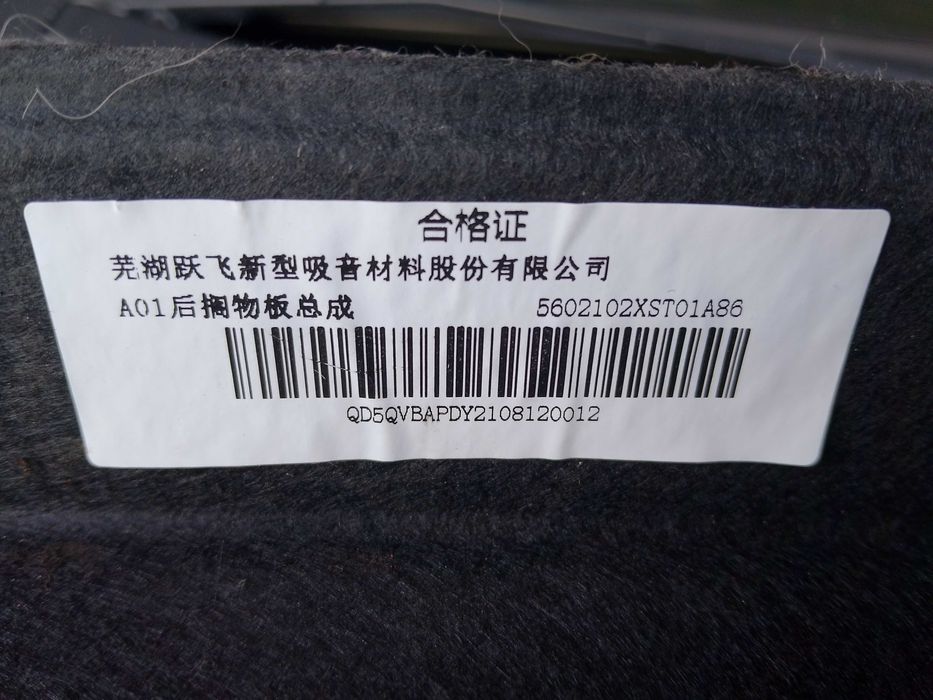 合格证
芜湖跃飞新型吸音材料股份有限公司
A01后搁物板总成 5602102XST01A86
QD5QVBAPDY2108120012